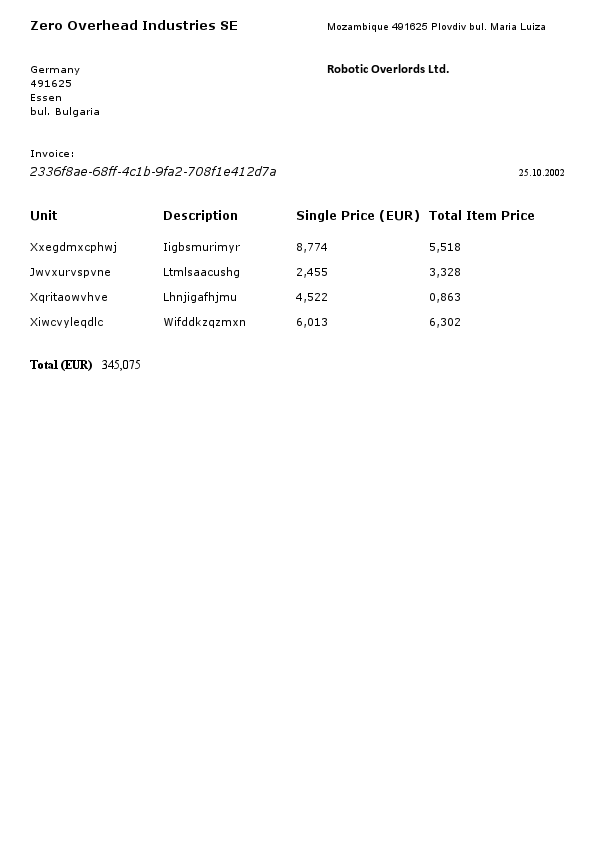 Zero Overhead Industries SE
Mozambique 491625 Plovdiv bul. Maria Luiza
Germany
491625
Essen
bul. Bulgaria
Robotic Overlords Ltd.
Invoice:
2336f8ae-68ff-4c1b-9fa2-708f1e412d7a
25.10.2002
Unit Description Single Price (EUR) Total Item Price
Xxegdmxcphwj Iigbsmurimyr 8,774 5,518
Jwvxurvspvne Ltmlsaacushg 2,455 3,328
Xqritaowvhve Lhnjigafhjmu 4,522 0,863
Xiwcvyleqdlc Wifddkzqzmxn 6,013 6,302
Total (EUR) 345,075